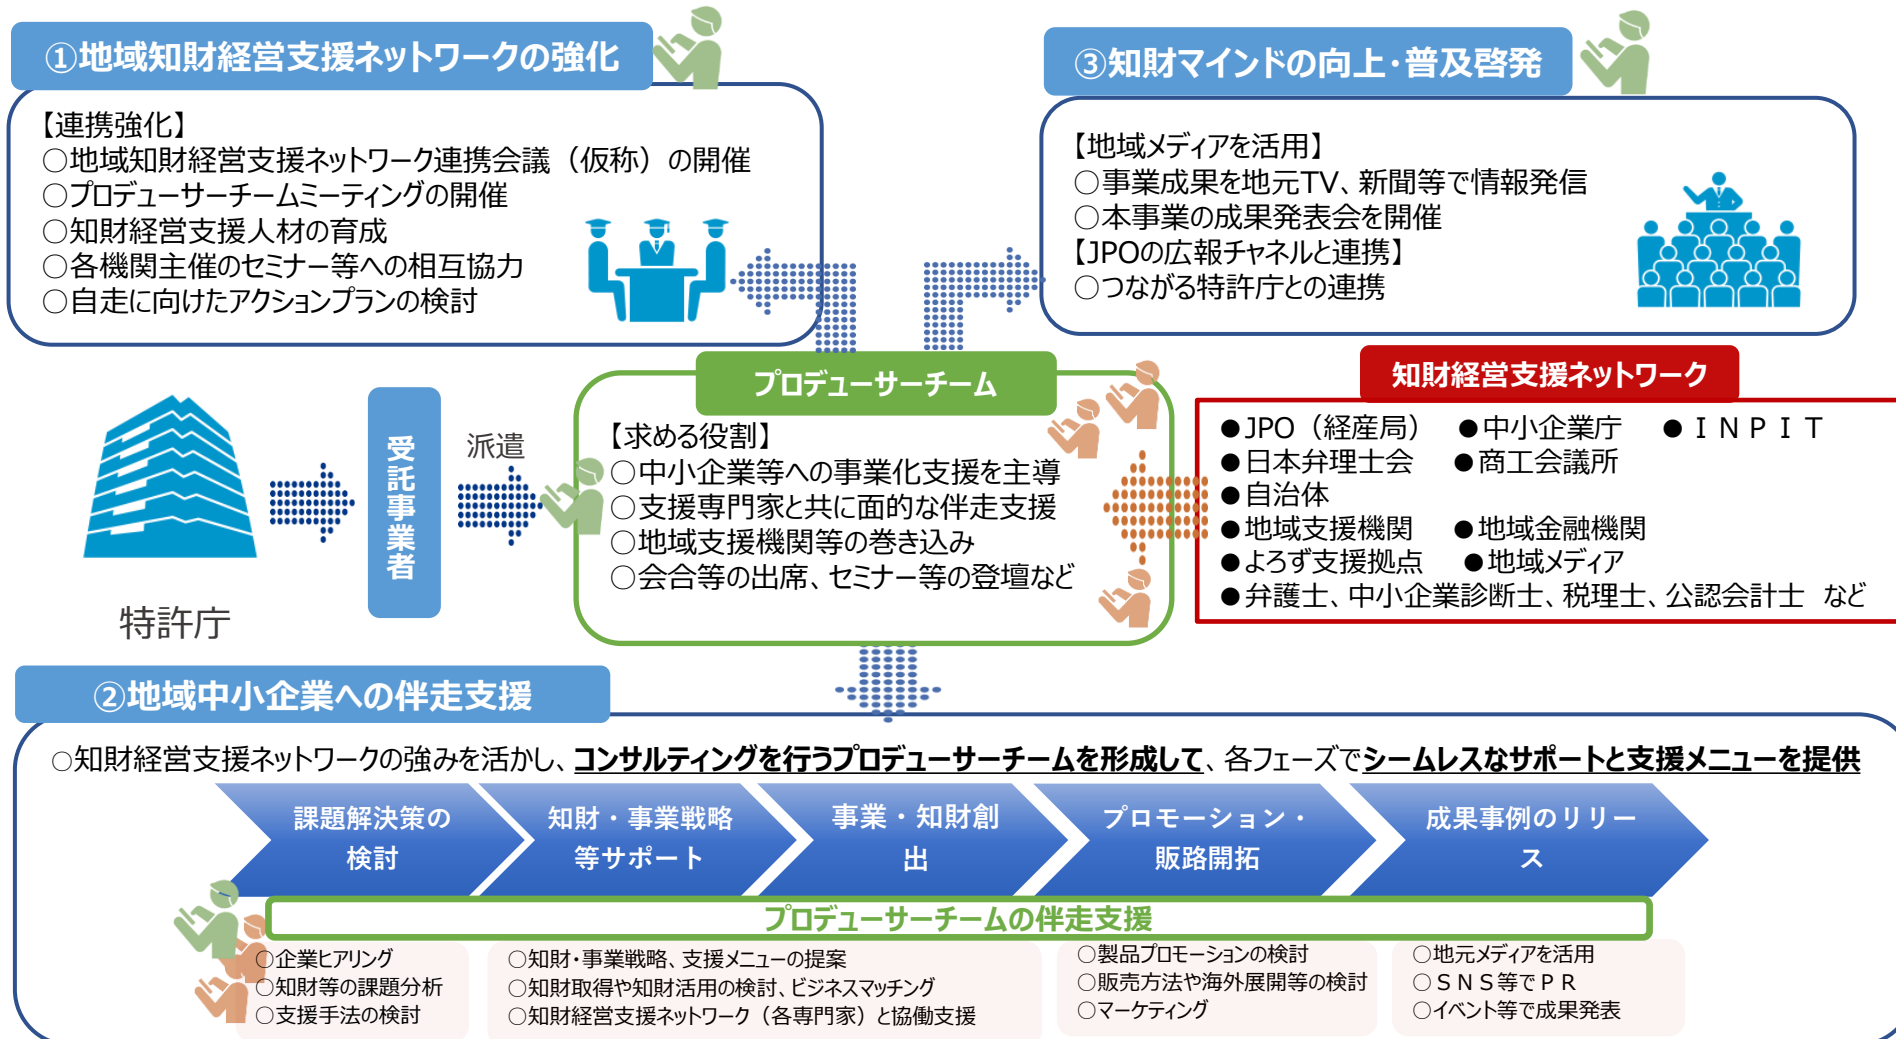 ①地域知財経営支援ネットワークの強化
【連携強化】
○地域知財経営支援ネットワーク連携会議（仮称）の開催
○プロデューサーチームミーティングの開催
○知財経営支援人材の育成
○各機関主催のセミナー等への相互協力
○自走に向けたアクションプランの検討
③知財マインドの向上・普及啓発
【地域メディアを活用】
○事業成果を地元TV、新聞等で情報発信
○本事業の成果発表会を開催
【JPOの広報チャネルと連携】
○つながる特許庁との連携
特許庁
受託事業者
派遣
プロデューサーチーム
【求める役割】
○中小企業等への事業化支援を主導
○支援専門家と共に面的な伴走支援
○地域支援機関等の巻き込み
○会合等の出席、セミナー等の登壇など
知財経営支援ネットワーク
●JPO（経産局） ●中小企業庁 ●ＩＮＰＩＴ
●日本弁理士会 ●商工会議所
●自治体
●地域支援機関 ●地域金融機関
●よろず支援拠点 ●地域メディア
●弁護士、中小企業診断士、税理士、公認会計士 など
②地域中小企業への伴走支援
○知財経営支援ネットワークの強みを活かし、コンサルティングを行うプロデューサーチームを形成して、各フェーズでシームレスなサポートと支援メニューを提供
課題解決策の
検討
知財・事業戦略
等サポート
事業・知財創
出
プロモーション・
販路開拓
成果事例のリリー
ス
プロデューサーチームの伴走支援
○企業ヒアリング
○知財等の課題分析
○支援手法の検討
○知財・事業戦略、支援メニューの提案
○知財取得や知財活用の検討、ビジネスマッチング
○知財経営支援ネットワーク（各専門家）と協働支援
○製品プロモーションの検討
○販売方法や海外展開等の検討
○マーケティング
○地元メディアを活用
○ＳＮＳ等でＰＲ
○イベント等で成果発表